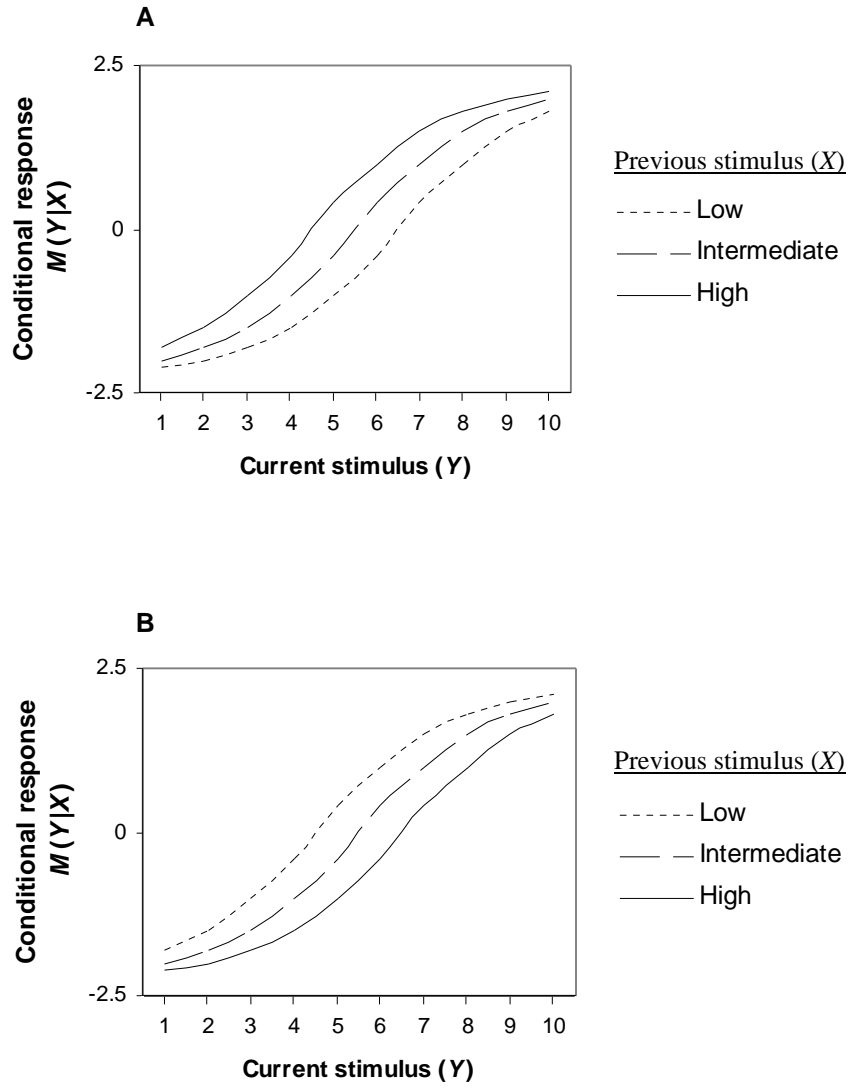 A
2.5
0
-2.5
Conditional response
M(Y|X)
1 2 3 4 5 6 7 8 9 10
Current stimulus (Y)
Previous stimulus (X)
Low
Intermediate
High
B
2.5
0
-2.5
Conditional response
M(Y|X)
1 2 3 4 5 6 7 8 9 10
Current stimulus (Y)
Previous stimulus (X)
Low
Intermediate
High